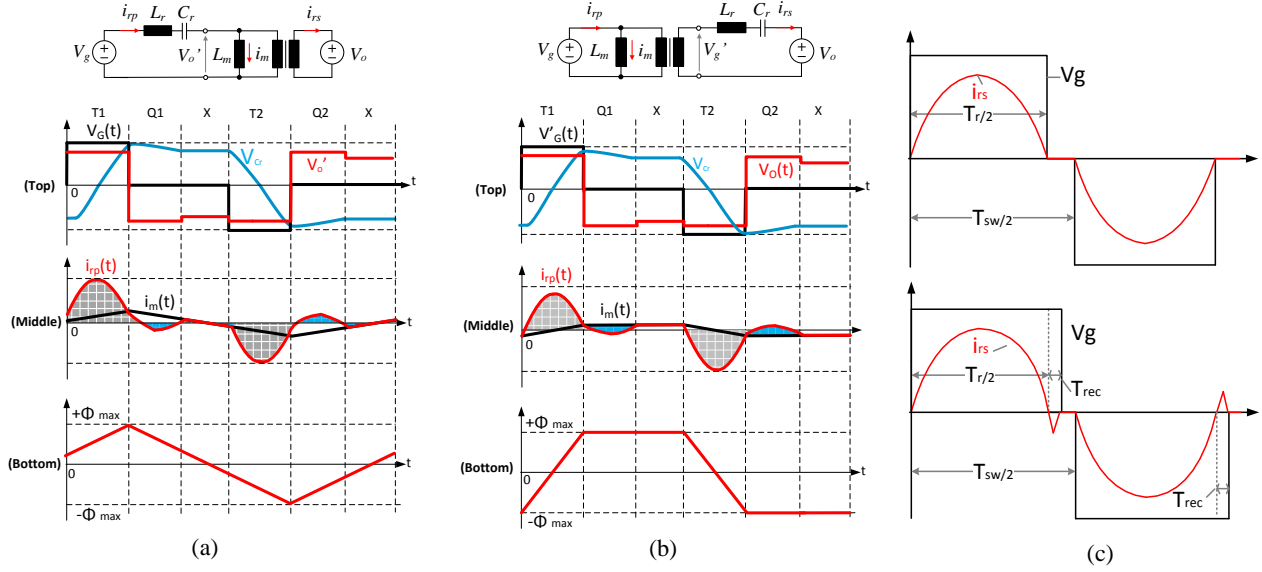 i_rp L_r C_r i_rs
V_g V_o' L_m i_m V_o
T1 Q1 X T2 Q2 X
V_G(t)
V_Cr V_o'
(Top) 0 t
i_rp(t)
i_m(t)
(Middle) t
+Φ max
(Bottom) 0 t
-Φ max
(a)
i_rp L_r C_r i_rs
V_g L_m i_m V_g' V_o
T1 Q1 X T2 Q2 X
V'_G(t)
V_Cr V_O(t)
(Top) 0 t
i_rp(t)
i_m(t)
(Middle) 0
+Φ max
(Bottom) 0 t
-Φ max
(b)
Vg
i_rs
T_r/2
T_sw/2
Vg
i_rs
T_r/2
T_rec
T_sw/2
T_rec
(c)